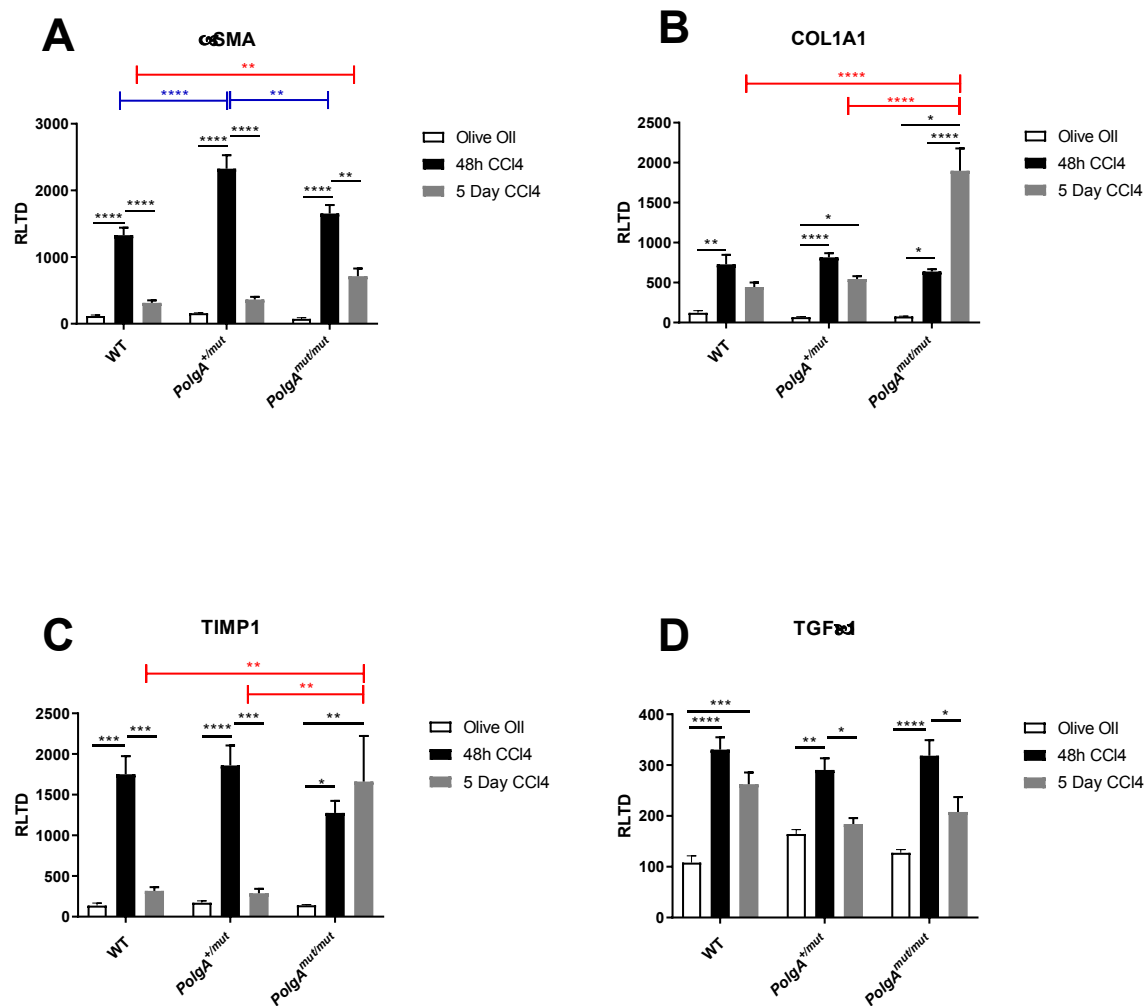 A
SMA
**
**** **
**** **** **** **** **** **
3000
2000
1000
0
RLTD
WT
PolgA+/mut
PolgAmut/mut
Olive OIl
48h CCl4
5 Day CCl4
B
COL1A1
****
****
** **** * * **** *
2500
2000
1500
1000
500
0
RLTD
WT
PolgA+/mut
PolgAmut/mut
Olive OIl
48h CCl4
5 Day CCl4
C
TIMP1
**
**
*** *** **** *** * **
2500
2000
1500
1000
500
0
RLTD
WT
PolgA+/mut
PolgAmut/mut
Olive OIl
48h CCl4
5 Day CCl4
D
TGF
*** **** ** * **** *
400
300
200
100
0
RLTD
WT
PolgA+/mut
PolgAmut/mut
Olive OIl
48h CCl4
5 Day CCl4